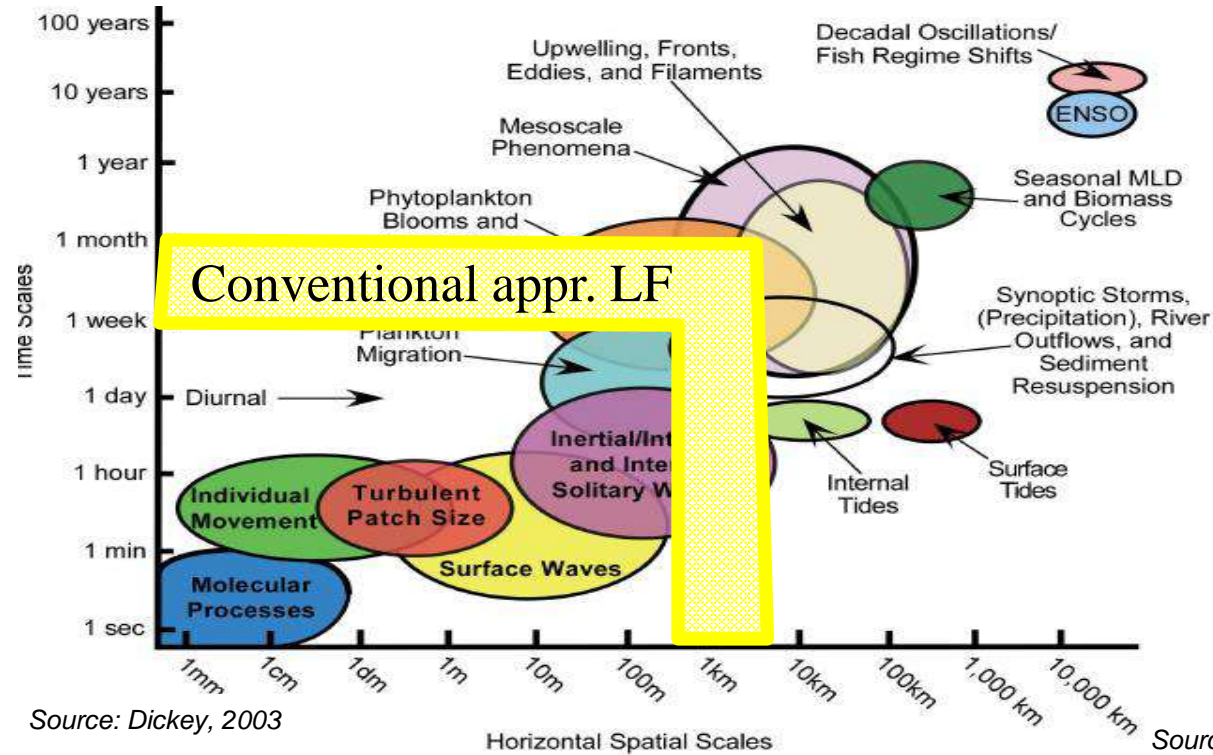 100 years
10 years
1 year
1 month
1 week
1 day
1 hour
1 min
1 sec
Time Scales
Decadal Oscillations/
Fish Regime Shifts
ENSO
Upwelling, Fronts,
Eddies, and Filaments
Mesoscale
Phenomena
Seasonal MLD
and Biomass
Cycles
Phytoplankton
Blooms and
Conventional appr. LF
Plankton
Migration
Synoptic Storms,
(Precipitation), River
Outflows, and
Sediment
Resuspension
Diurnal
Inertial/Int
and Inte
Solitary W
Internal
Tides
Surface
Tides
Individual
Movement
Turbulent
Patch Size
Surface Waves
Molecular
Processes
1mm
1cm
1dm
1m
10m
100m
1km
10km
100km
1,000 km
10,000 km
Source: Dickey, 2003
Horizontal Spatial Scales
Sourc